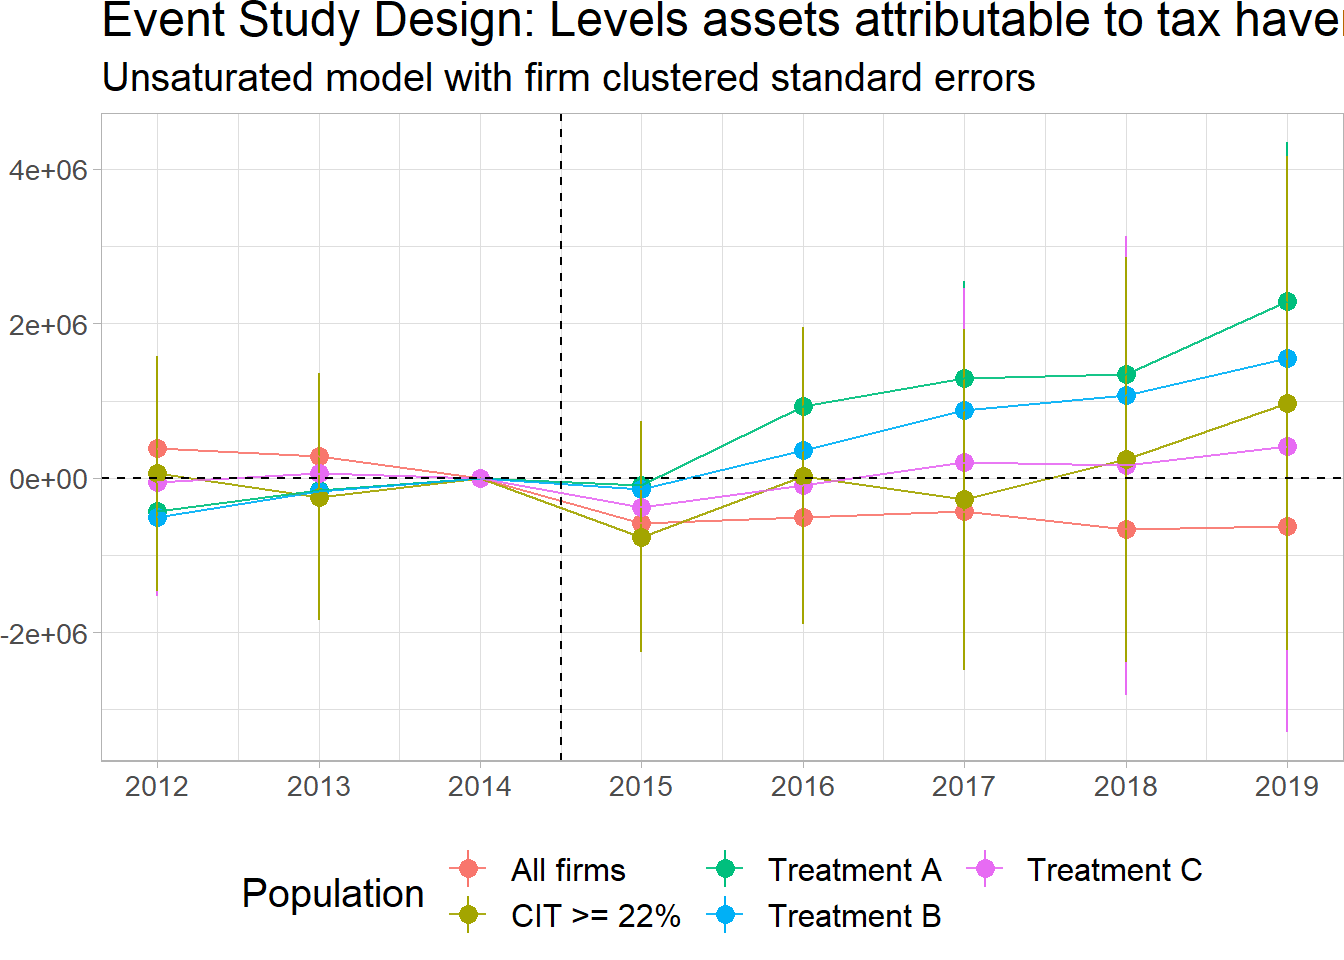 Event Study Design: Levels assets attributable to tax
Unsaturated model with firm clustered standard errors
4e+06
2e+06
0e+00
-2e+06
2012 2013 2014 2015 2016 2017 2018 2019
Population
All firms Treatment A Treatment C
CIT >= 22% Treatment B